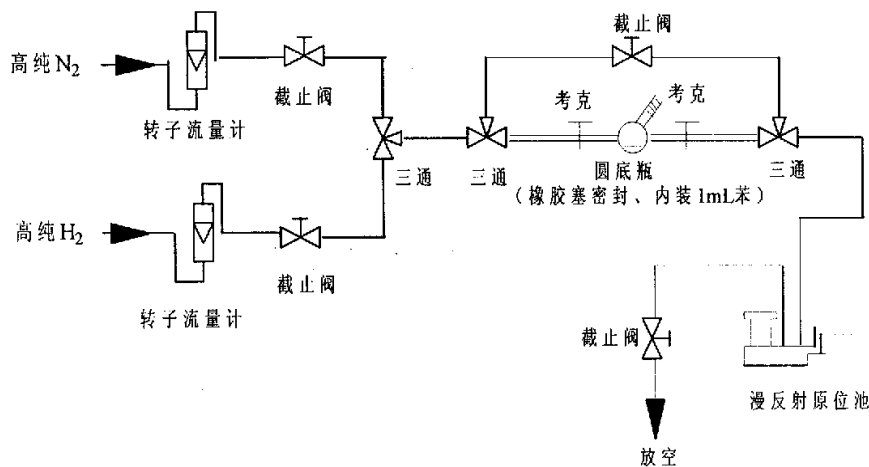 高纯N₂
转子流量计
截止阀
三通
高纯H₂
转子流量计
截止阀
三通
截止阀
考克
考克
圆底瓶
(橡胶塞密封、内装1mL苯)
三通
截止阀
放空
漫反射原位池